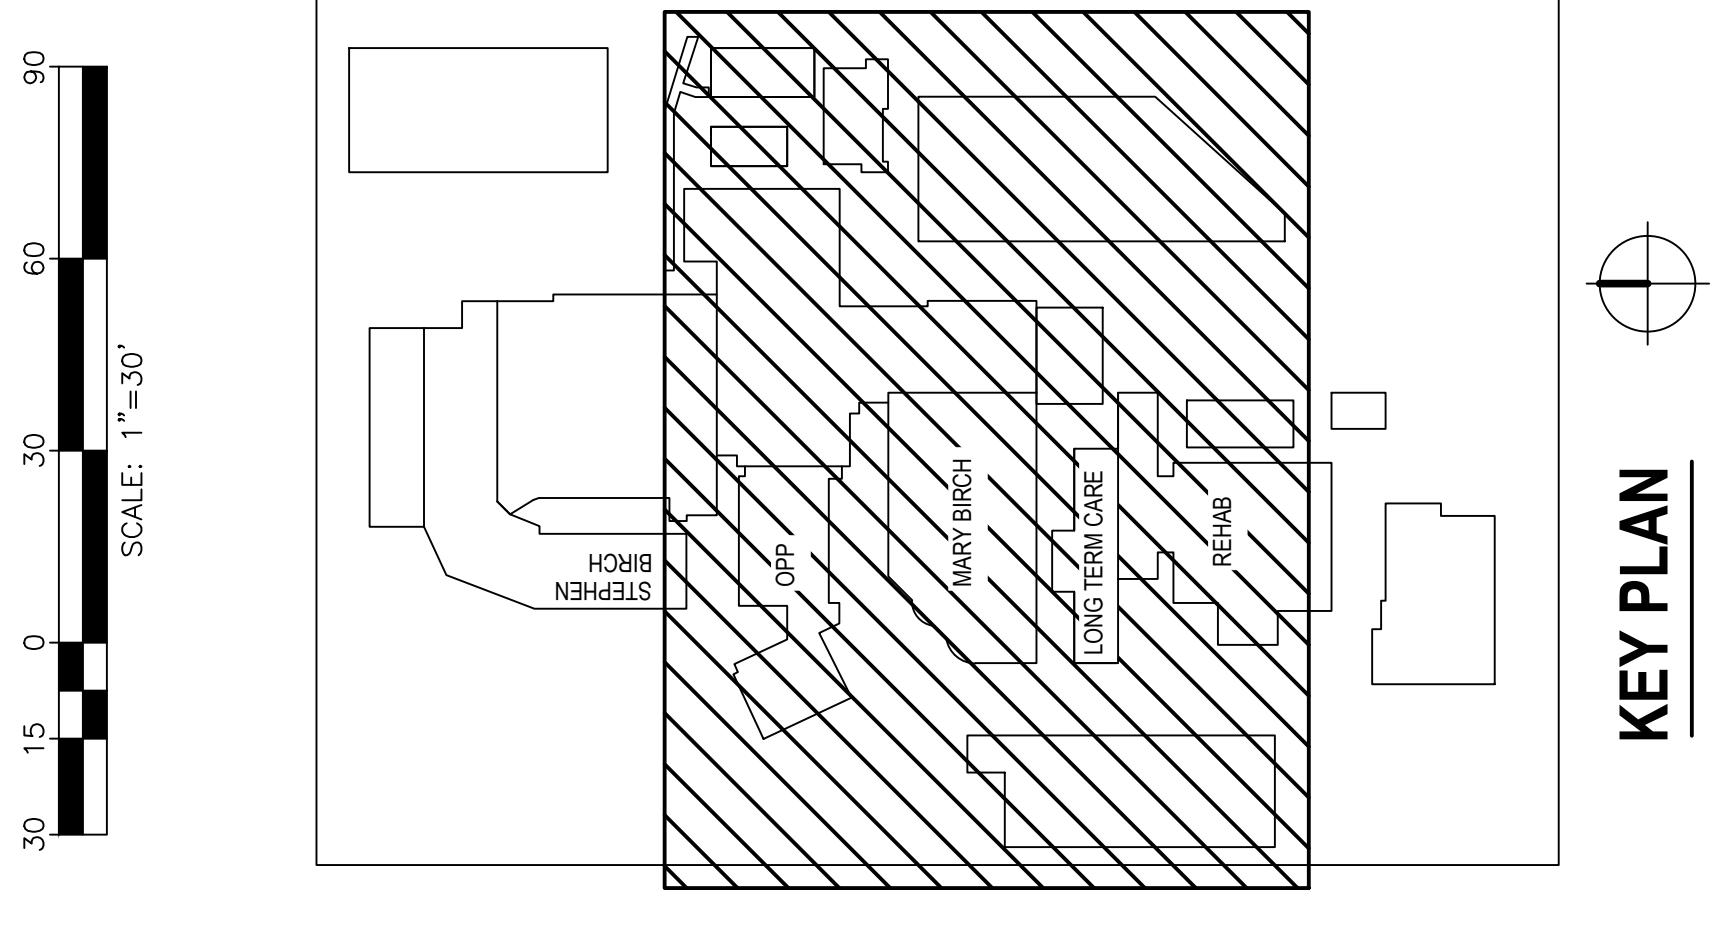 30 15 0 30 60 90
SCALE: 1"=30'
STEPHEN
BIRCH
OPP
MARY BIRCH
LONG TERM CARE
REHAB
KEY PLAN